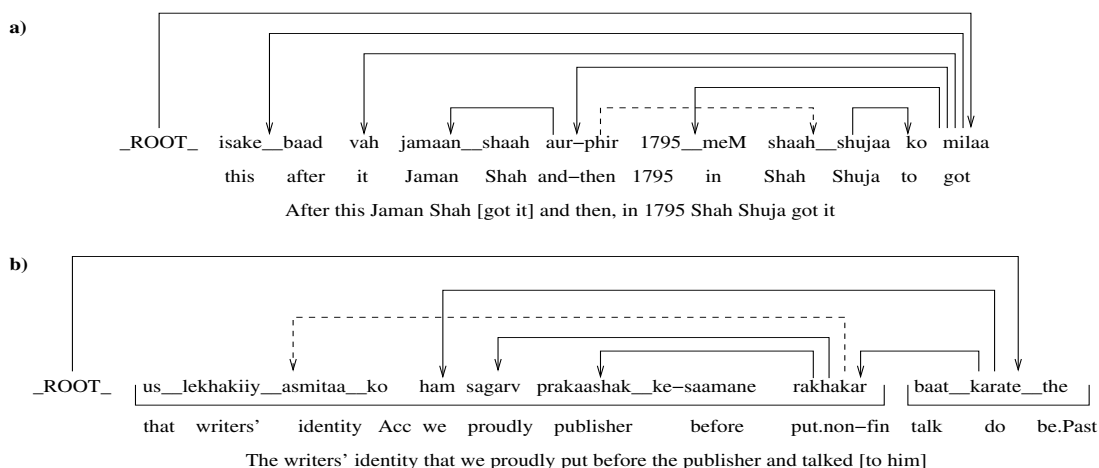 a)
_ROOT_ isake__baad vah jamaan__shaah aur−phir 1795__meM shaah__shujaa ko milaa
this after it Jaman Shah and−then 1795 in Shah Shuja to got
After this Jaman Shah [got it] and then, in 1795 Shah Shuja got it
b)
_ROOT_ us__lekhakiiy__asmitaa__ko ham sagarv prakaashak__ke−saamane rakhakar baat__karate__the
that writers' identity Acc we proudly publisher before put.non−fin talk do be.Past
The writers' identity that we proudly put before the publisher and talked [to him]